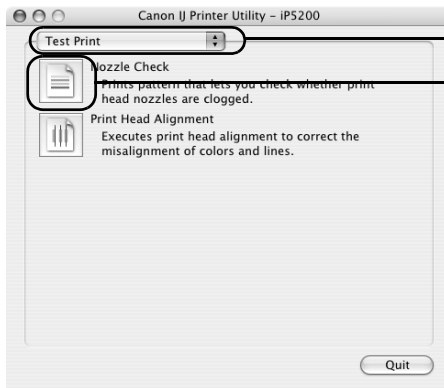 Canon IJ Printer Utility – iP5200
Test Print
Nozzle Check
Prints pattern that lets you check whether print
head nozzles are clogged.
Print Head Alignment
Executes print head alignment to correct the
misalignment of colors and lines.
Quit